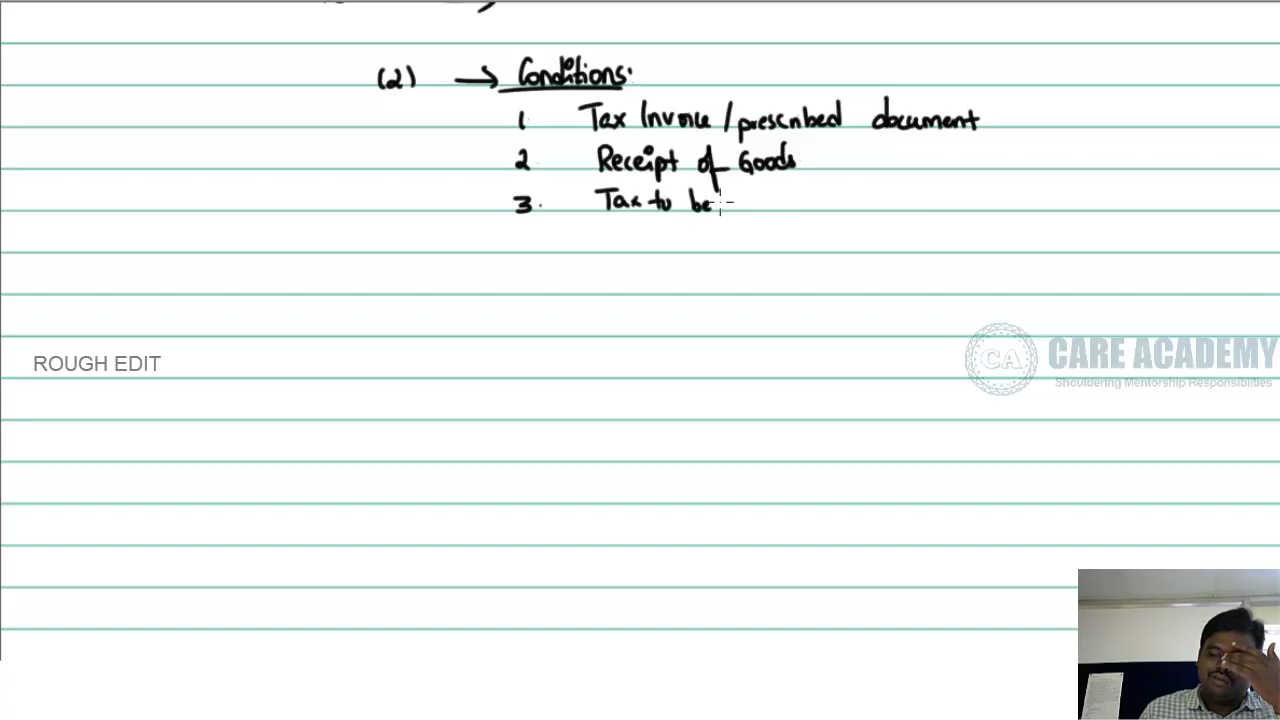 (2) → Conditions.
1 Tax Invoice / prescribed document
2 Receipt of Goods
3. Tax to be
ROUGH EDIT
CA
CARE ACADEMY
Shouldering Mentorship Responsibilities